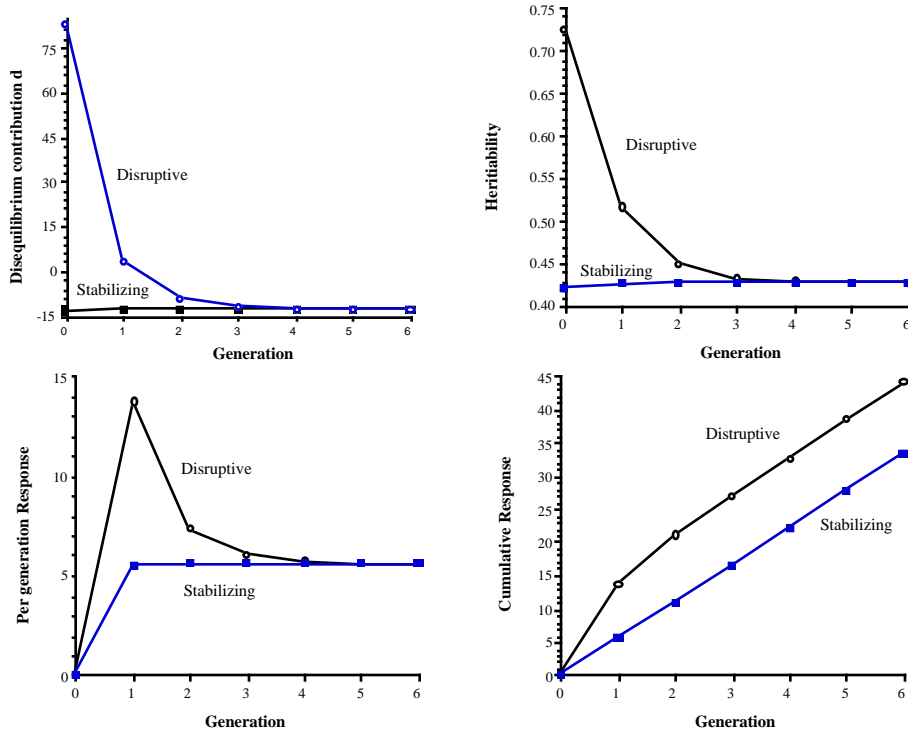 Disequilibrium contribution d
75
60
45
30
15
0
-15
Disruptive
Stabilizing
0 1 2 3 4 5 6
Generation
Heritiability
0.75
0.70
0.65
0.60
0.55
0.50
0.45
0.40
Disruptive
Stabilizing
0 1 2 3 4 5 6
Generation
Per generation Response
15
10
5
0
Disruptive
Stabilizing
0 1 2 3 4 5 6
Generation
Cumulative Response
45
40
35
30
25
20
15
10
5
0
Distruptive
Stabilizing
0 1 2 3 4 5 6
Generation